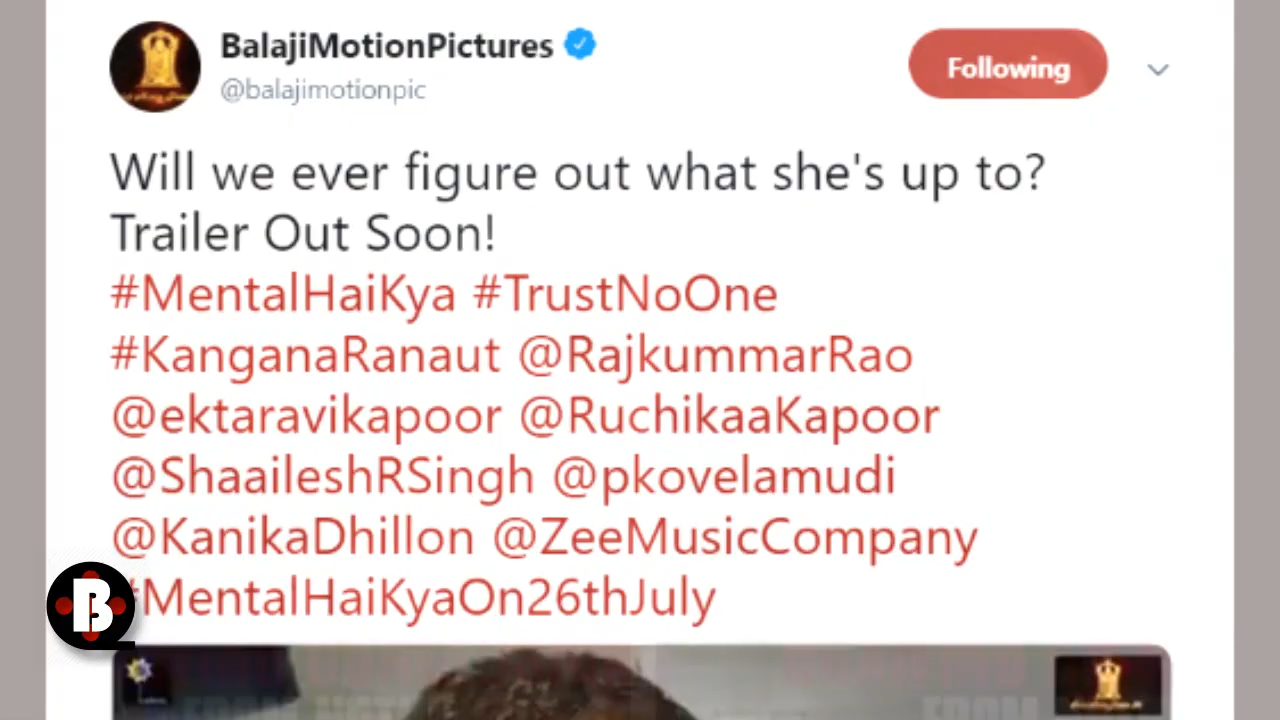 BalajiMotionPictures
@balajimotionpic
Following
Will we ever figure out what she's up to?
Trailer Out Soon!
#MentalHaiKya #TrustNoOne
#KanganaRanaut @RajkummarRao
@ektaravikapoor @RuchikaaKapoor
@ShaaileshRSingh @pkovelamudi
@KanikaDhillon @ZeeMusicCompany
#MentalHaiKyaOn26thJuly
B
FROM